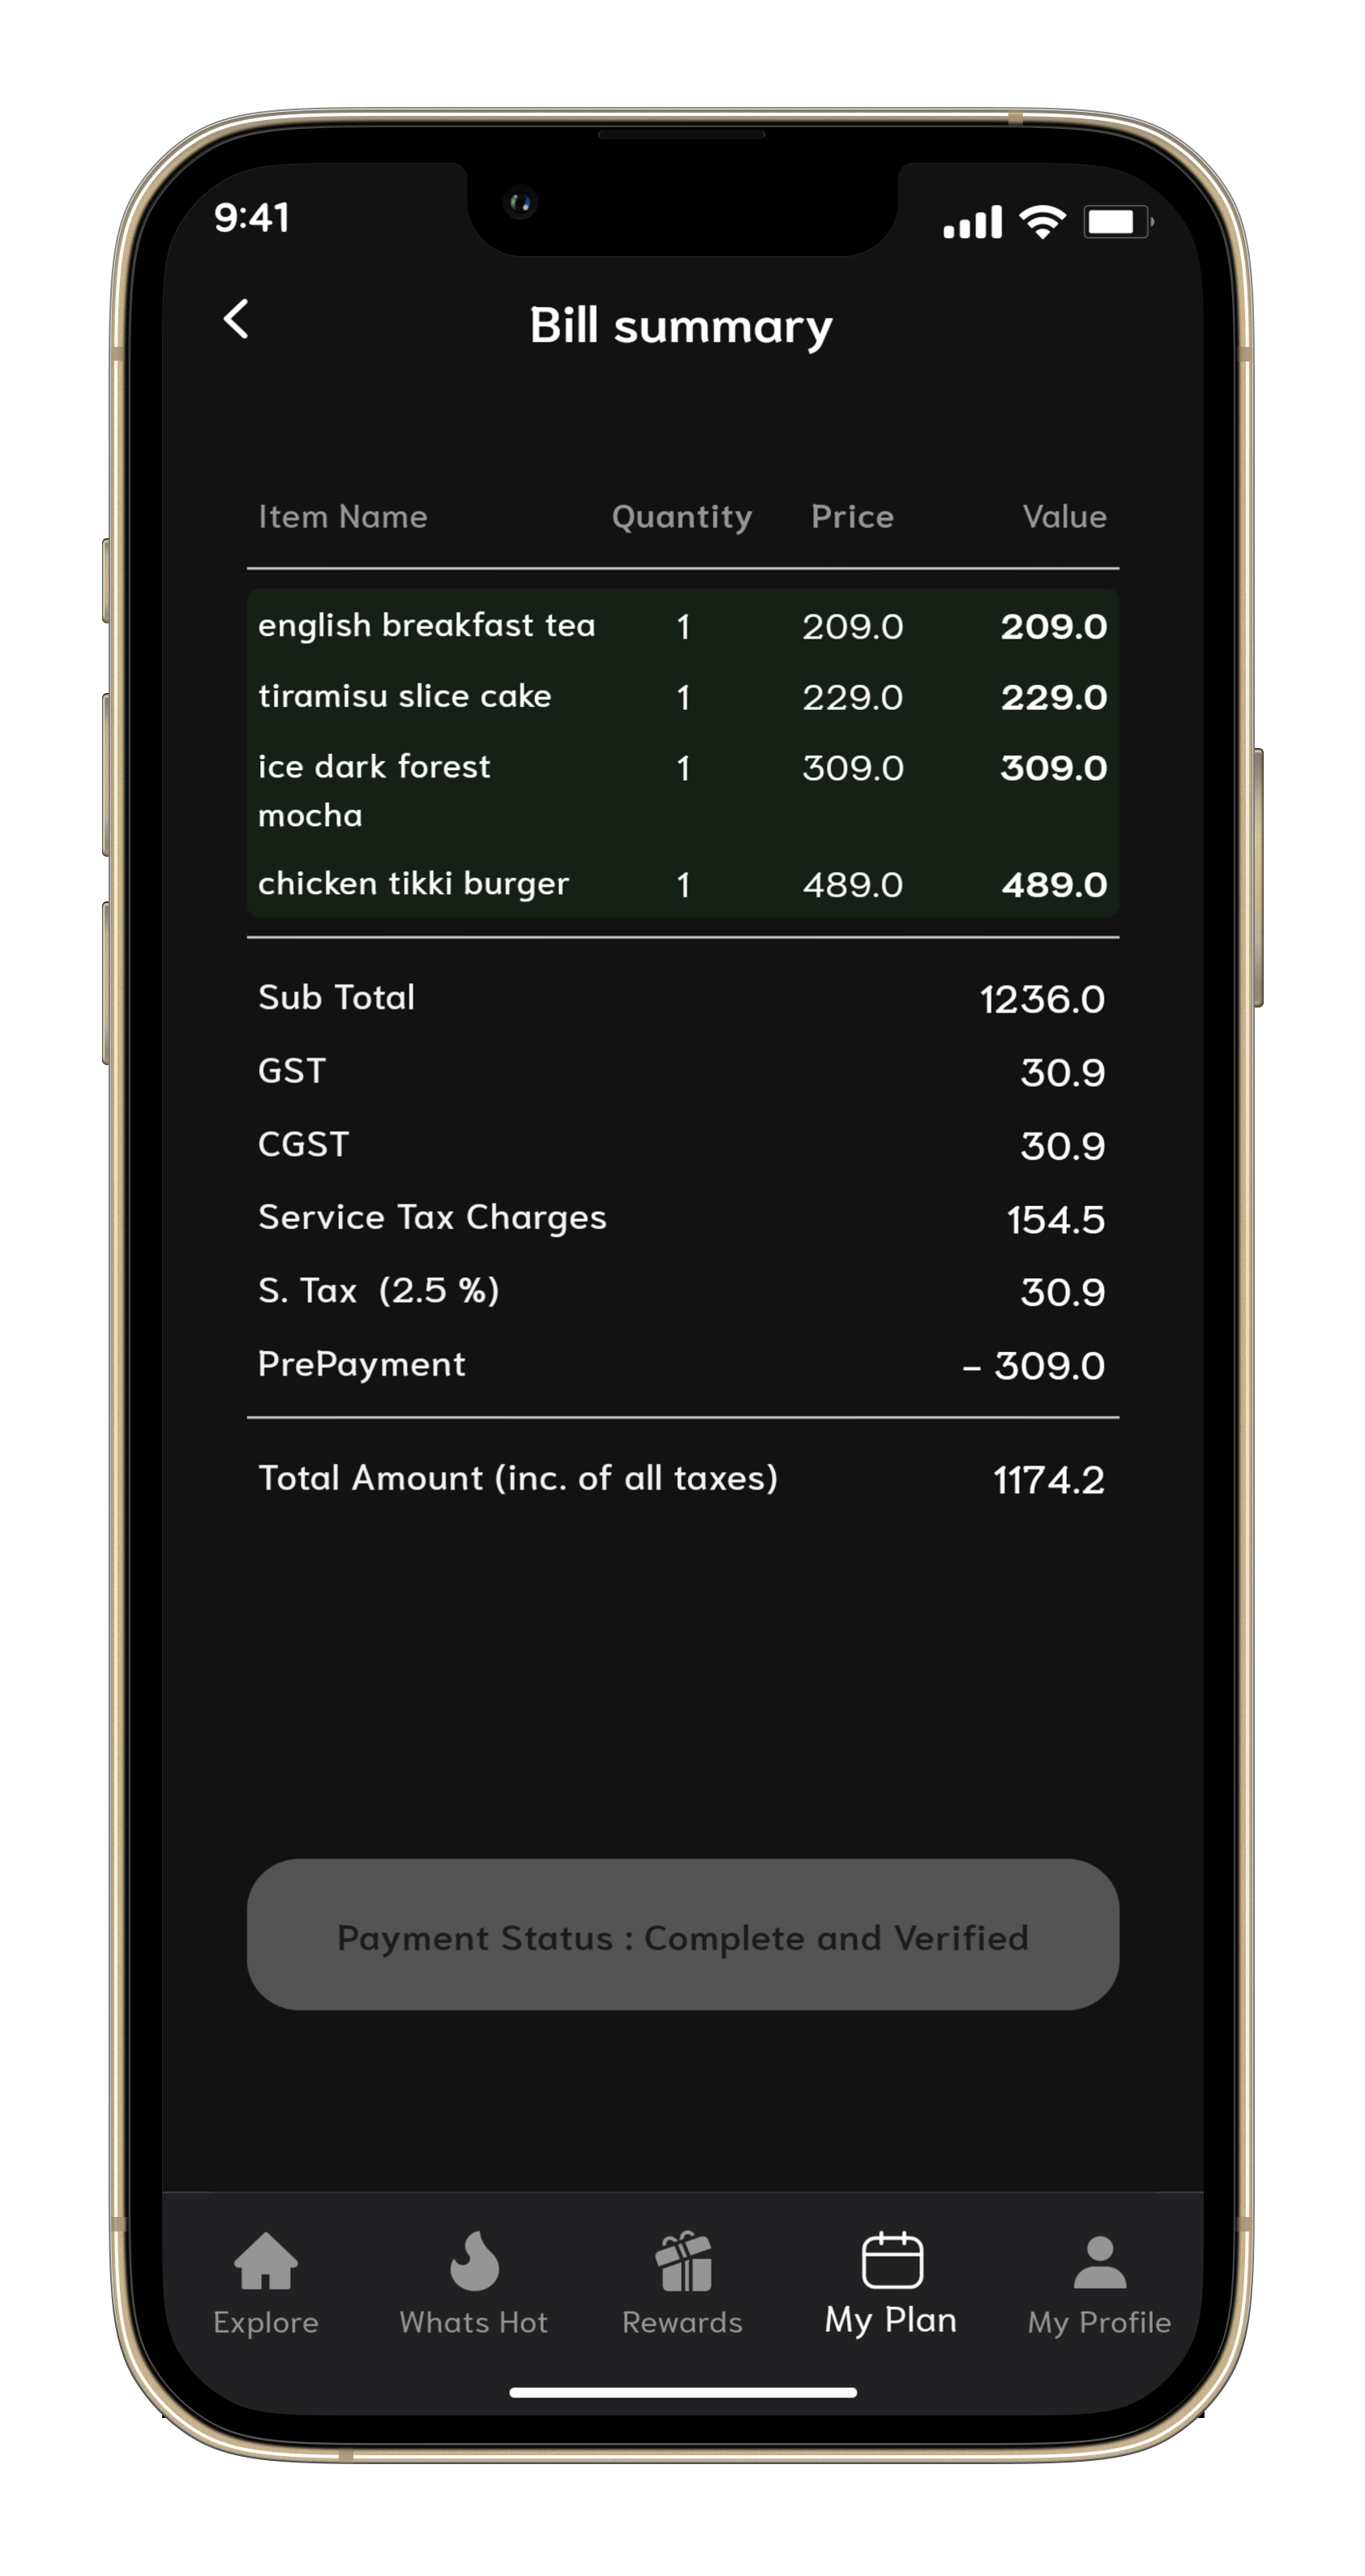 9:41
Bill summary
Item Name Quantity Price Value
english breakfast tea 1 209.0 209.0
tiramisu slice cake 1 229.0 229.0
ice dark forest 1 309.0 309.0
mocha
chicken tikki burger 1 489.0 489.0
Sub Total 1236.0
GST 30.9
CGST 30.9
Service Tax Charges 154.5
S. Tax (2.5 %) 30.9
PrePayment – 309.0
Total Amount (inc. of all taxes) 1174.2
Payment Status : Complete and Verified
Explore Whats Hot Rewards My Plan My Profile